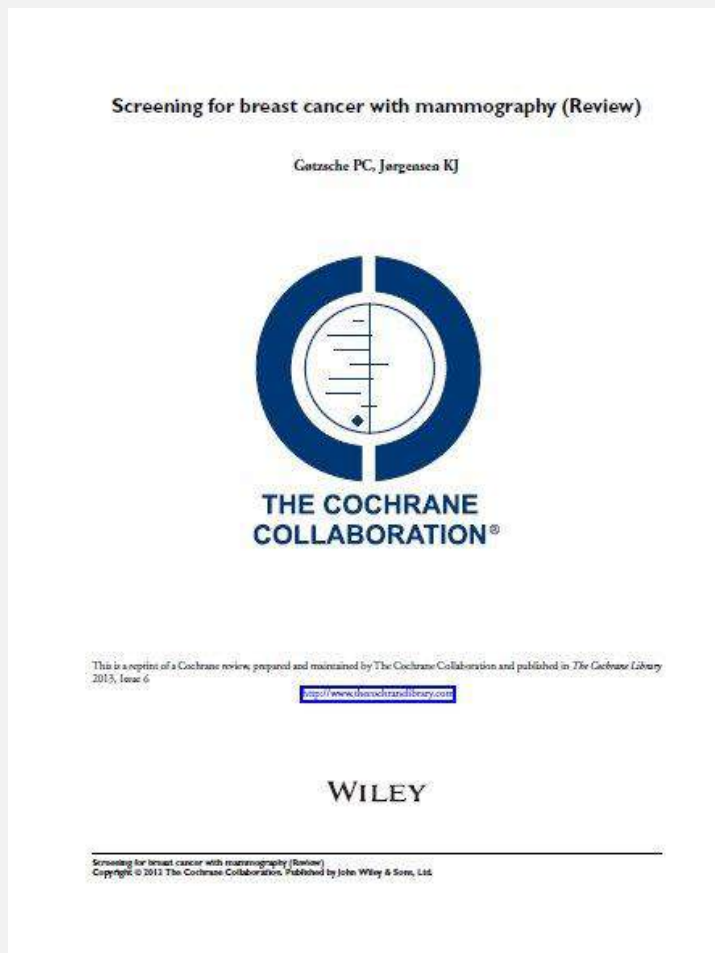 Screening for breast cancer with mammography (Review)
Gøtzsche PC, Jørgensen KJ
THE COCHRANE
COLLABORATION®
This is a reprint of a Cochrane review, prepared and maintained by The Cochrane Collaboration and published in The Cochrane Library
2013, Issue 6
http://www.thecochranelibrary.com
WILEY
Screening for breast cancer with mammography (Review)
Copyright © 2013 The Cochrane Collaboration. Published by John Wiley & Sons, Ltd.